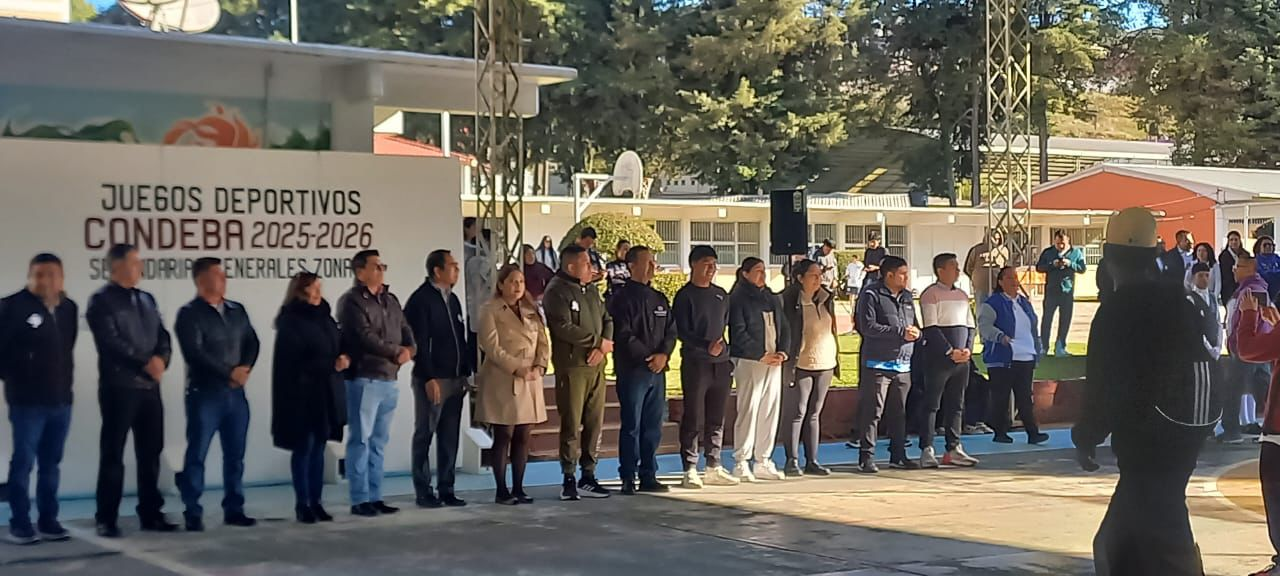 JUEGOS DEPORTIVOS
CONDEBA 2025-2026
GENERALES ZONA